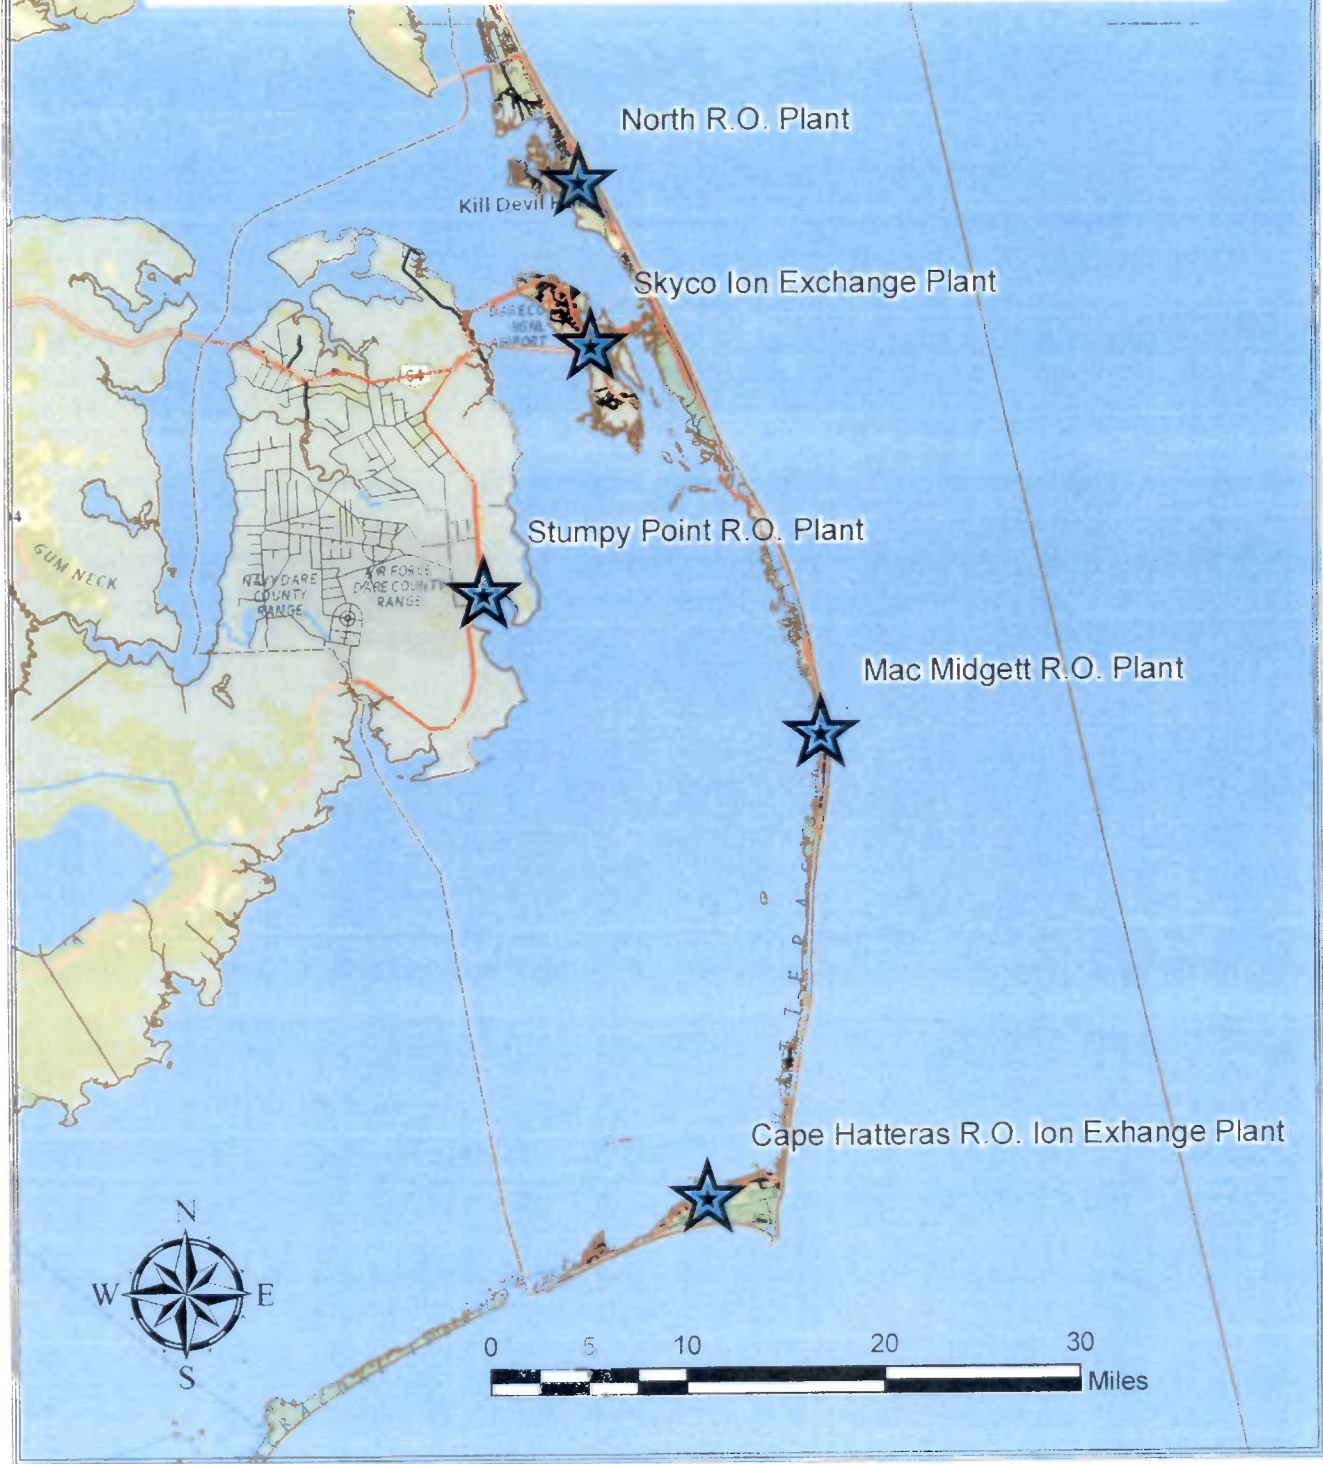 North R.O. Plant
Kill Devil
Skyco Ion Exchange Plant
64
Stumpy Point R.O. Plant
GUM NECK
NAVY DARE
COUNTY
RANGE
AIR FORCE
DARE COUNTY
RANGE
Mac Midgett R.O. Plant
Cape Hatteras R.O. Ion Exhange Plant
N
W E
S
0 5 10 20 30
Miles